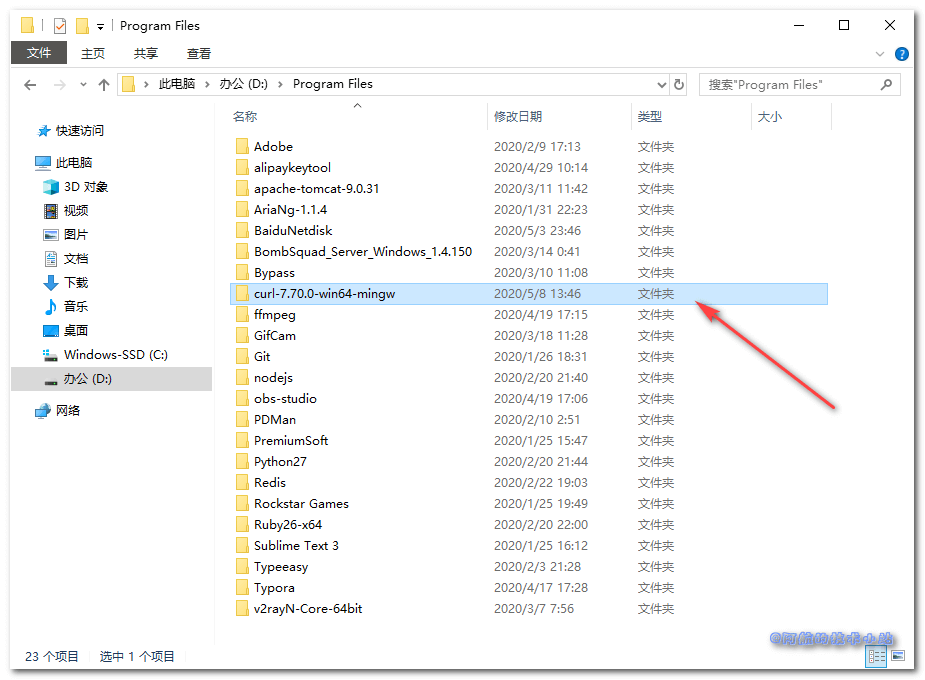 Program Files
文件 主页 共享 查看
此电脑 办公 (D:) Program Files 搜索"Program Files"
名称 修改日期 类型 大小
快速访问
此电脑
3D 对象
视频
图片
文档
下载
音乐
桌面
Windows-SSD (C:)
办公 (D:)
网络
Adobe 2020/2/9 17:13 文件夹
alipaykeytool 2020/4/29 10:14 文件夹
apache-tomcat-9.0.31 2020/3/11 11:42 文件夹
AriaNg-1.1.4 2020/1/31 22:23 文件夹
BaiduNetdisk 2020/5/3 23:46 文件夹
BombSquad_Server_Windows_1.4.150 2020/3/14 0:41 文件夹
Bypass 2020/3/10 11:08 文件夹
curl-7.70.0-win64-mingw 2020/5/8 13:46 文件夹
ffmpeg 2020/4/19 17:15 文件夹
GifCam 2020/3/18 11:28 文件夹
Git 2020/1/26 18:31 文件夹
nodejs 2020/2/20 21:40 文件夹
obs-studio 2020/4/19 17:06 文件夹
PDMan 2020/2/10 2:51 文件夹
PremiumSoft 2020/1/25 15:47 文件夹
Python27 2020/2/20 21:44 文件夹
Redis 2020/2/22 19:03 文件夹
Rockstar Games 2020/1/25 19:49 文件夹
Ruby26-x64 2020/2/20 22:00 文件夹
Sublime Text 3 2020/1/25 16:12 文件夹
Typeeasy 2020/2/3 21:28 文件夹
Typora 2020/4/17 17:28 文件夹
v2rayN-Core-64bit 2020/3/7 7:56 文件夹
23 个项目 选中 1 个项目